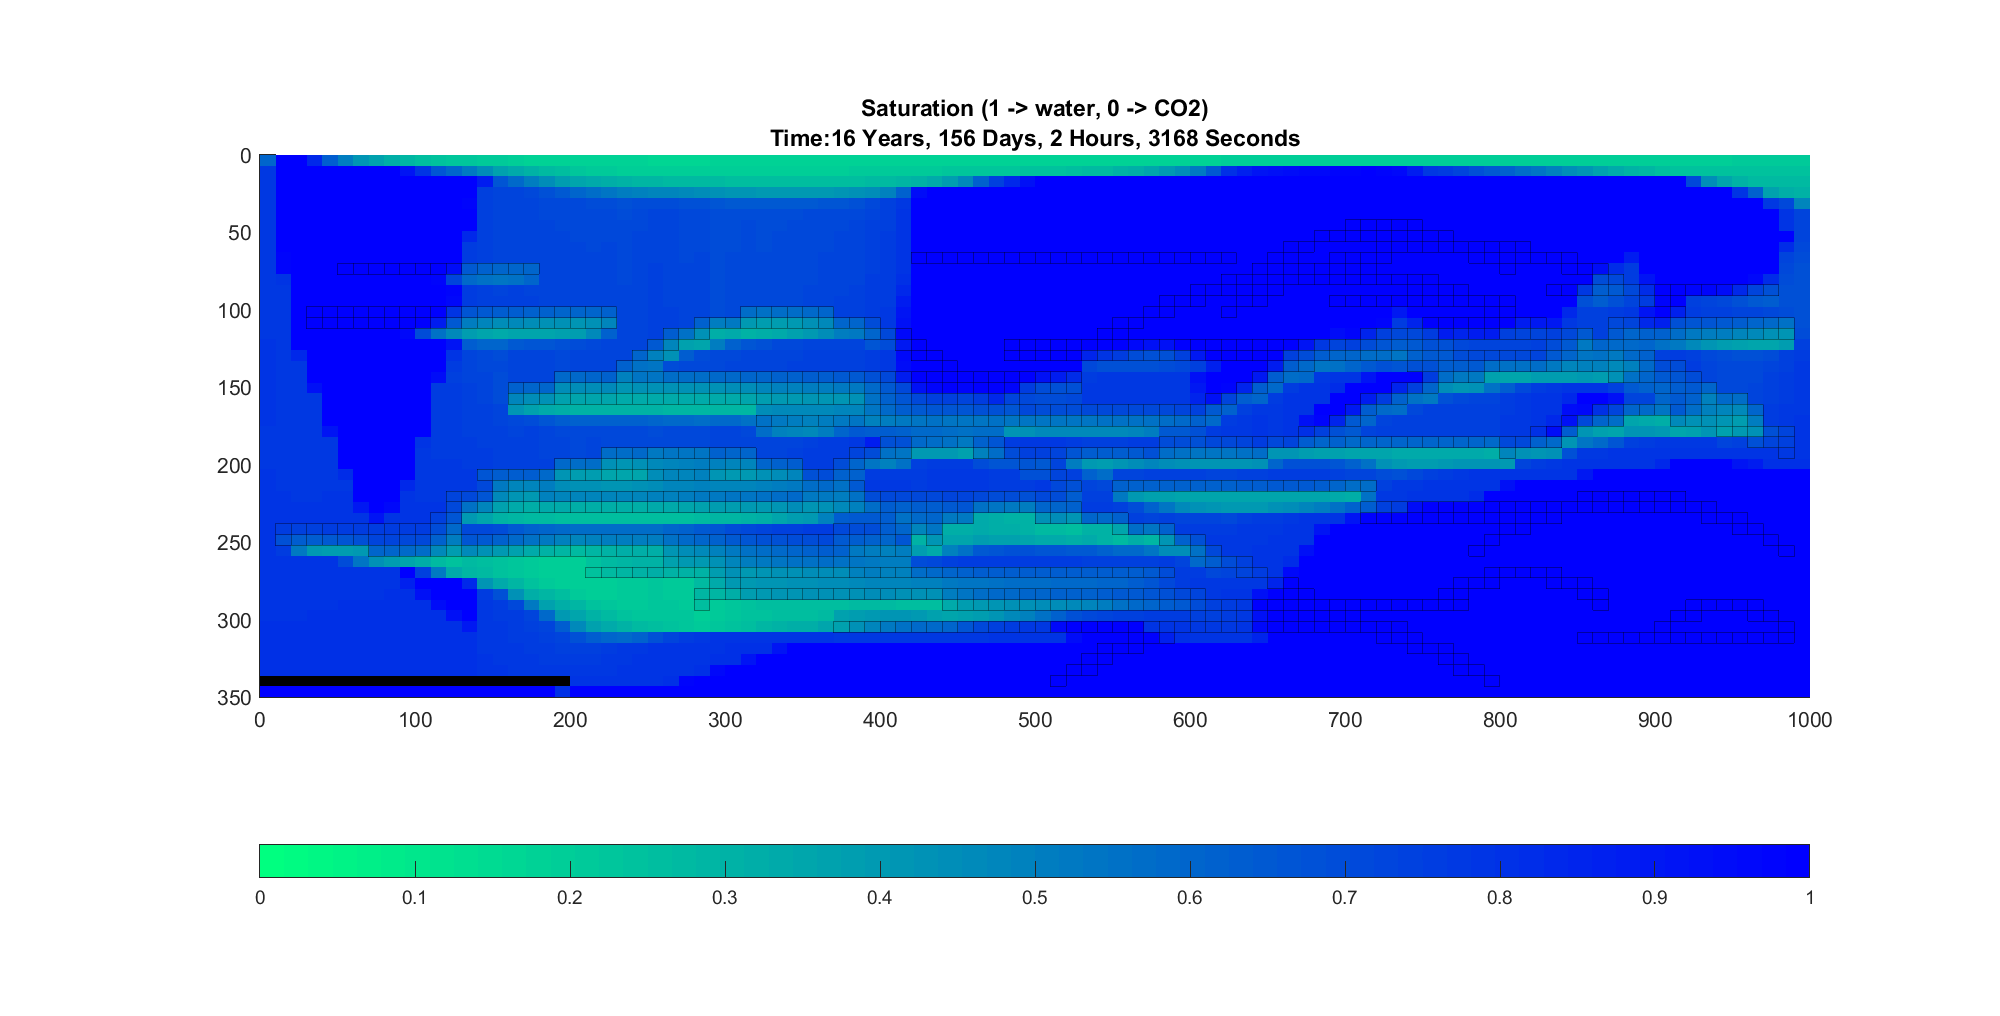 Saturation (1 -> water, 0 -> CO2)
Time:16 Years, 156 Days, 2 Hours, 3168 Seconds
0
50
100
150
200
250
300
350
0 100 200 300 400 500 600 700 800 900 1000
0 0.1 0.2 0.3 0.4 0.5 0.6 0.7 0.8 0.9 1